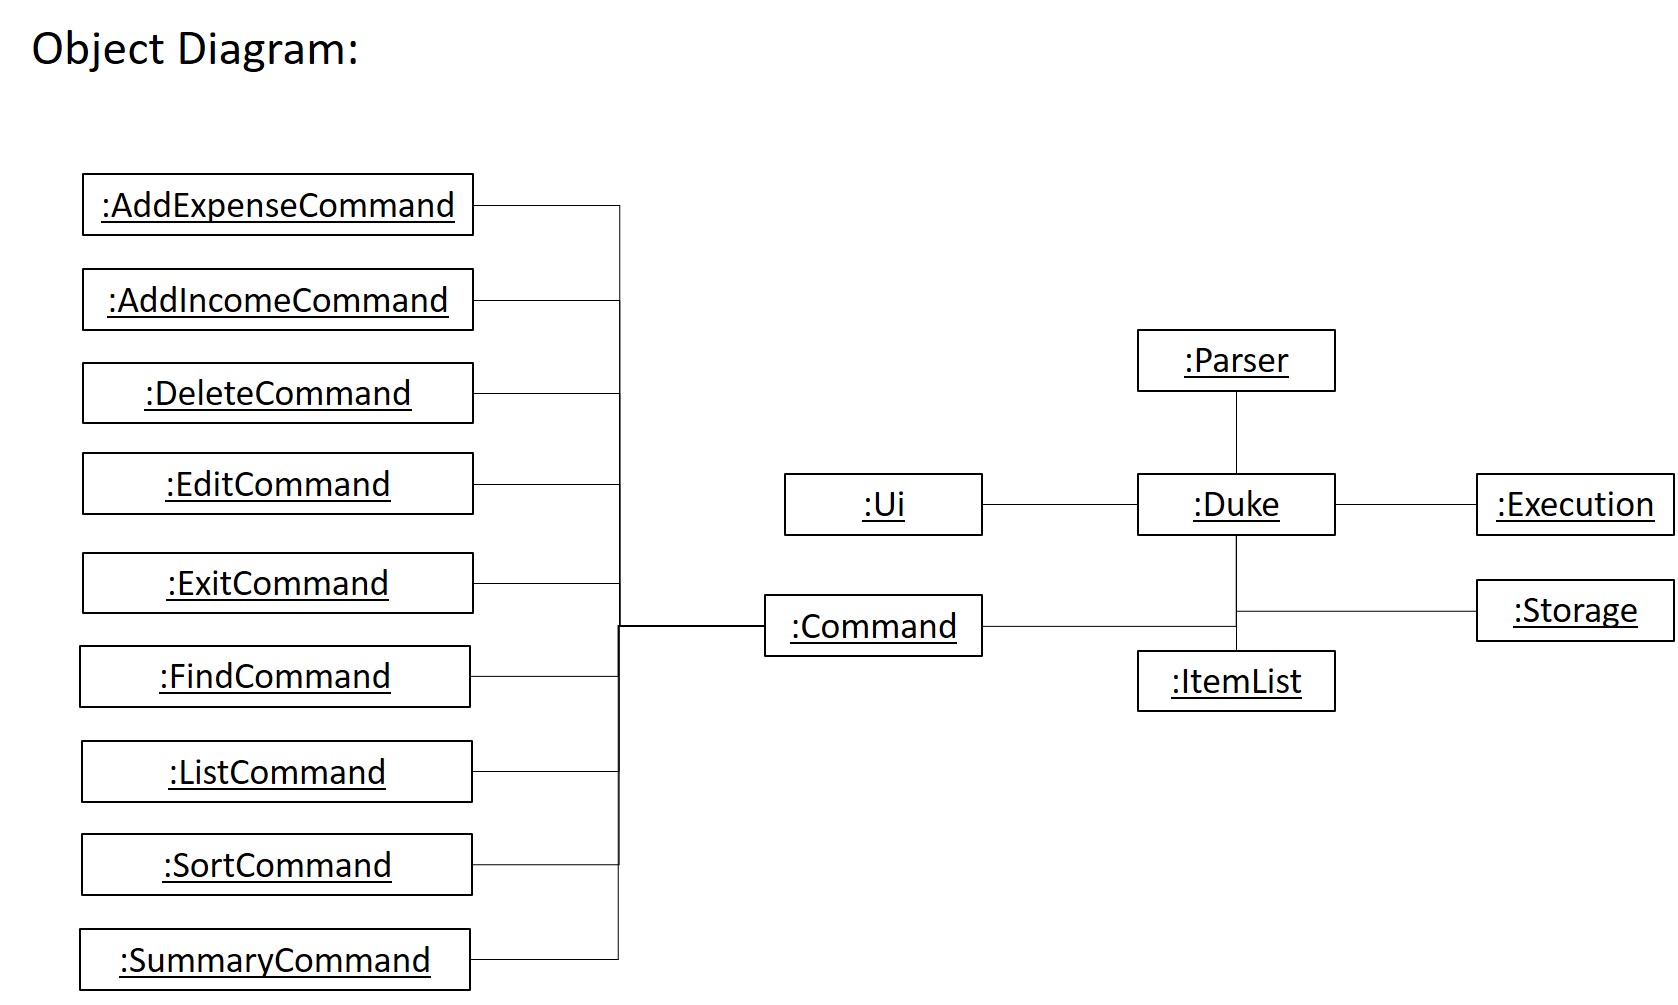 Object Diagram:
:AddExpenseCommand
:AddIncomeCommand
:DeleteCommand
:EditCommand
:ExitCommand
:FindCommand
:ListCommand
:SortCommand
:SummaryCommand
:Ui
:Command
:Parser
:Duke
:ItemList
:Execution
:Storage